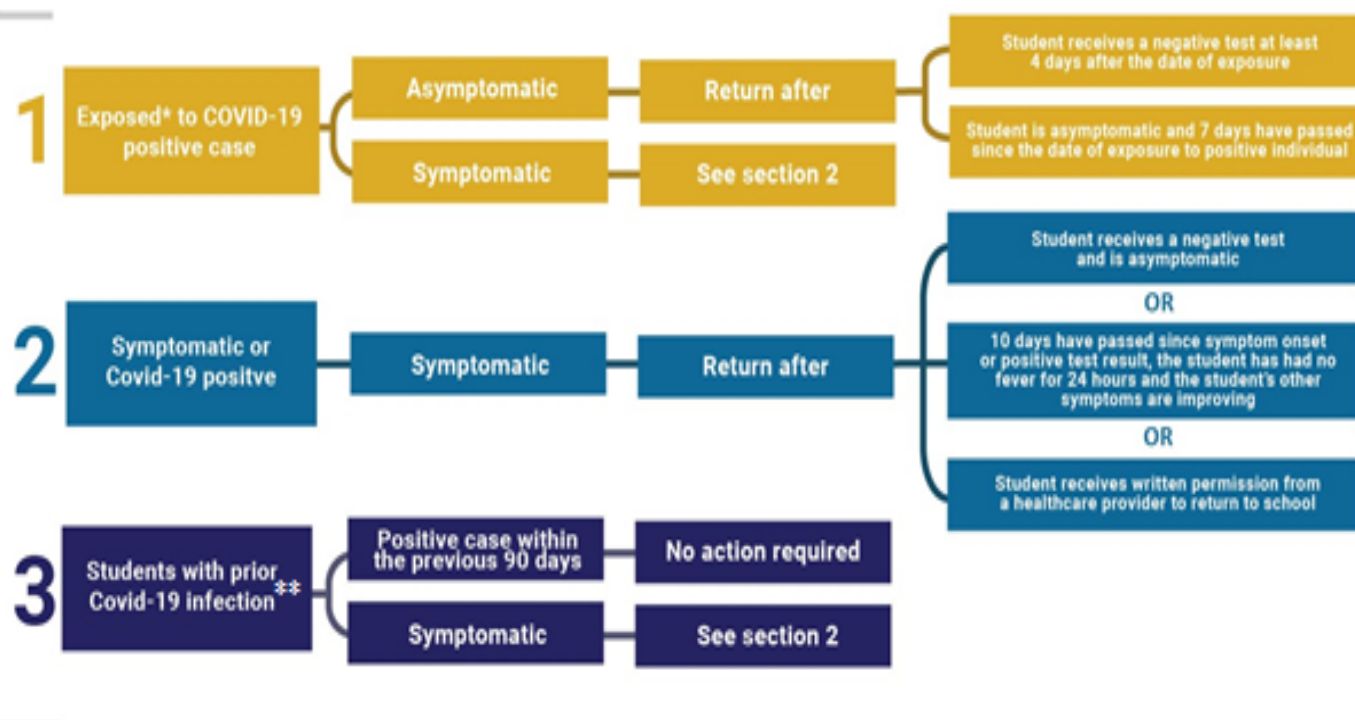 1
Exposed* to COVID-19
positive case
Asymptomatic
Return after
Student receives a negative test at least
4 days after the date of exposure
Student is asymptomatic and 7 days have passed
since the date of exposure to positive individual
Symptomatic
See section 2
2
Symptomatic or
Covid-19 positve
Symptomatic
Return after
Student receives a negative test
and is asymptomatic
OR
10 days have passed since symptom onset
or positive test result, the student has had no
fever for 24 hours and the student's other
symptoms are improving
OR
Student receives written permission from
a healthcare provider to return to school
3
Students with prior
Covid-19 infection**
Positive case within
the previous 90 days
No action required
Symptomatic
See section 2